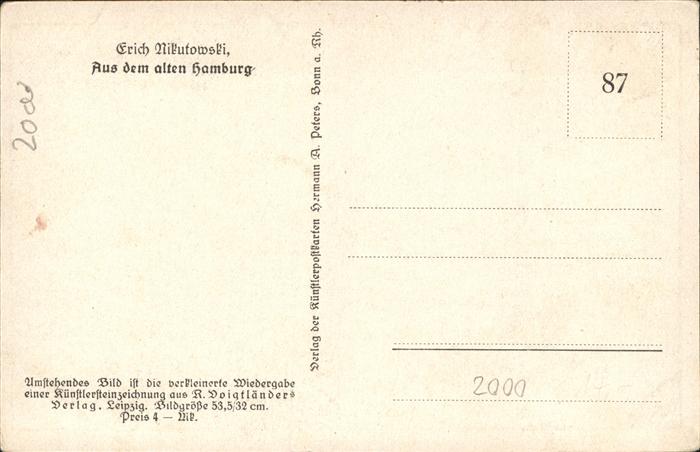 Erich Nikutowski,
Aus dem alten Hamburg
20
Verlag der Künstlerpostkarten Hermann A. Peters, Bonn a. Rh.
87
Umstehendes Bild ist die verkleinerte Wiedergabe
einer Künstlersteinzeichnung aus R. Voigtländers
Verlag. Leipzig. Bildgröße 53,5/32 cm.
Preis 4 — Mk.
2000